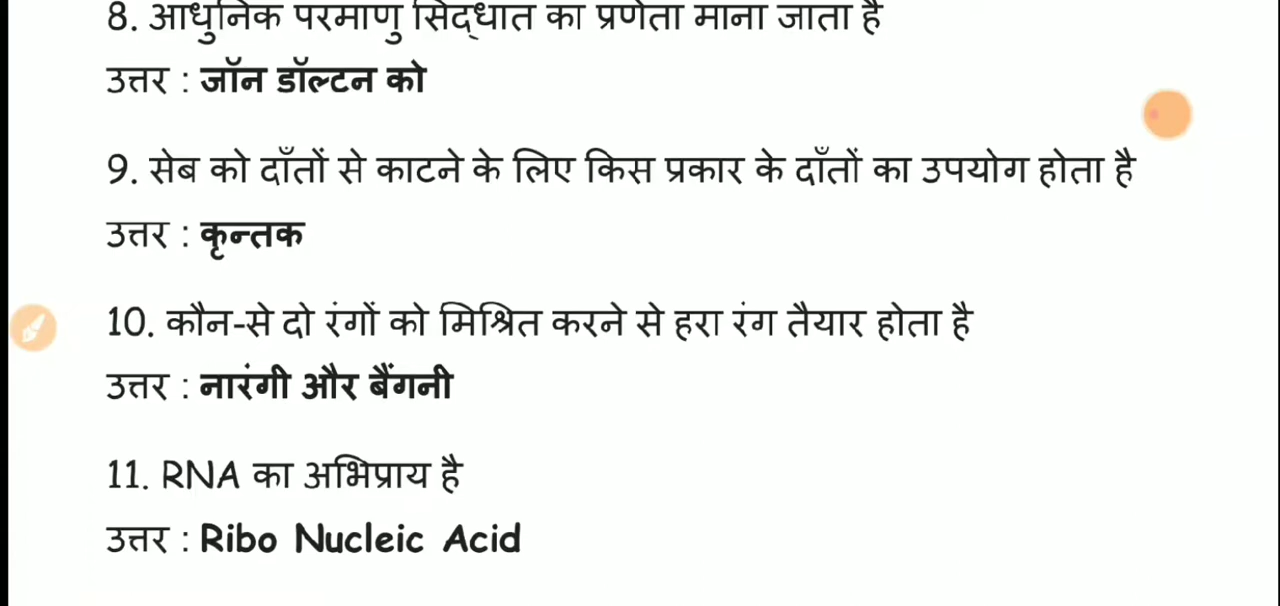 8. आधुनिक परमाणु सिद्धांत का प्रणेता माना जाता है
उत्तर : जॉन डॉल्टन को
9. सेब को दाँतों से काटने के लिए किस प्रकार के दाँतों का उपयोग होता है
उत्तर : कृन्तक
10. कौन-से दो रंगों को मिश्रित करने से हरा रंग तैयार होता है
उत्तर : नारंगी और बैंगनी
11. RNA का अभिप्राय है
उत्तर : Ribo Nucleic Acid